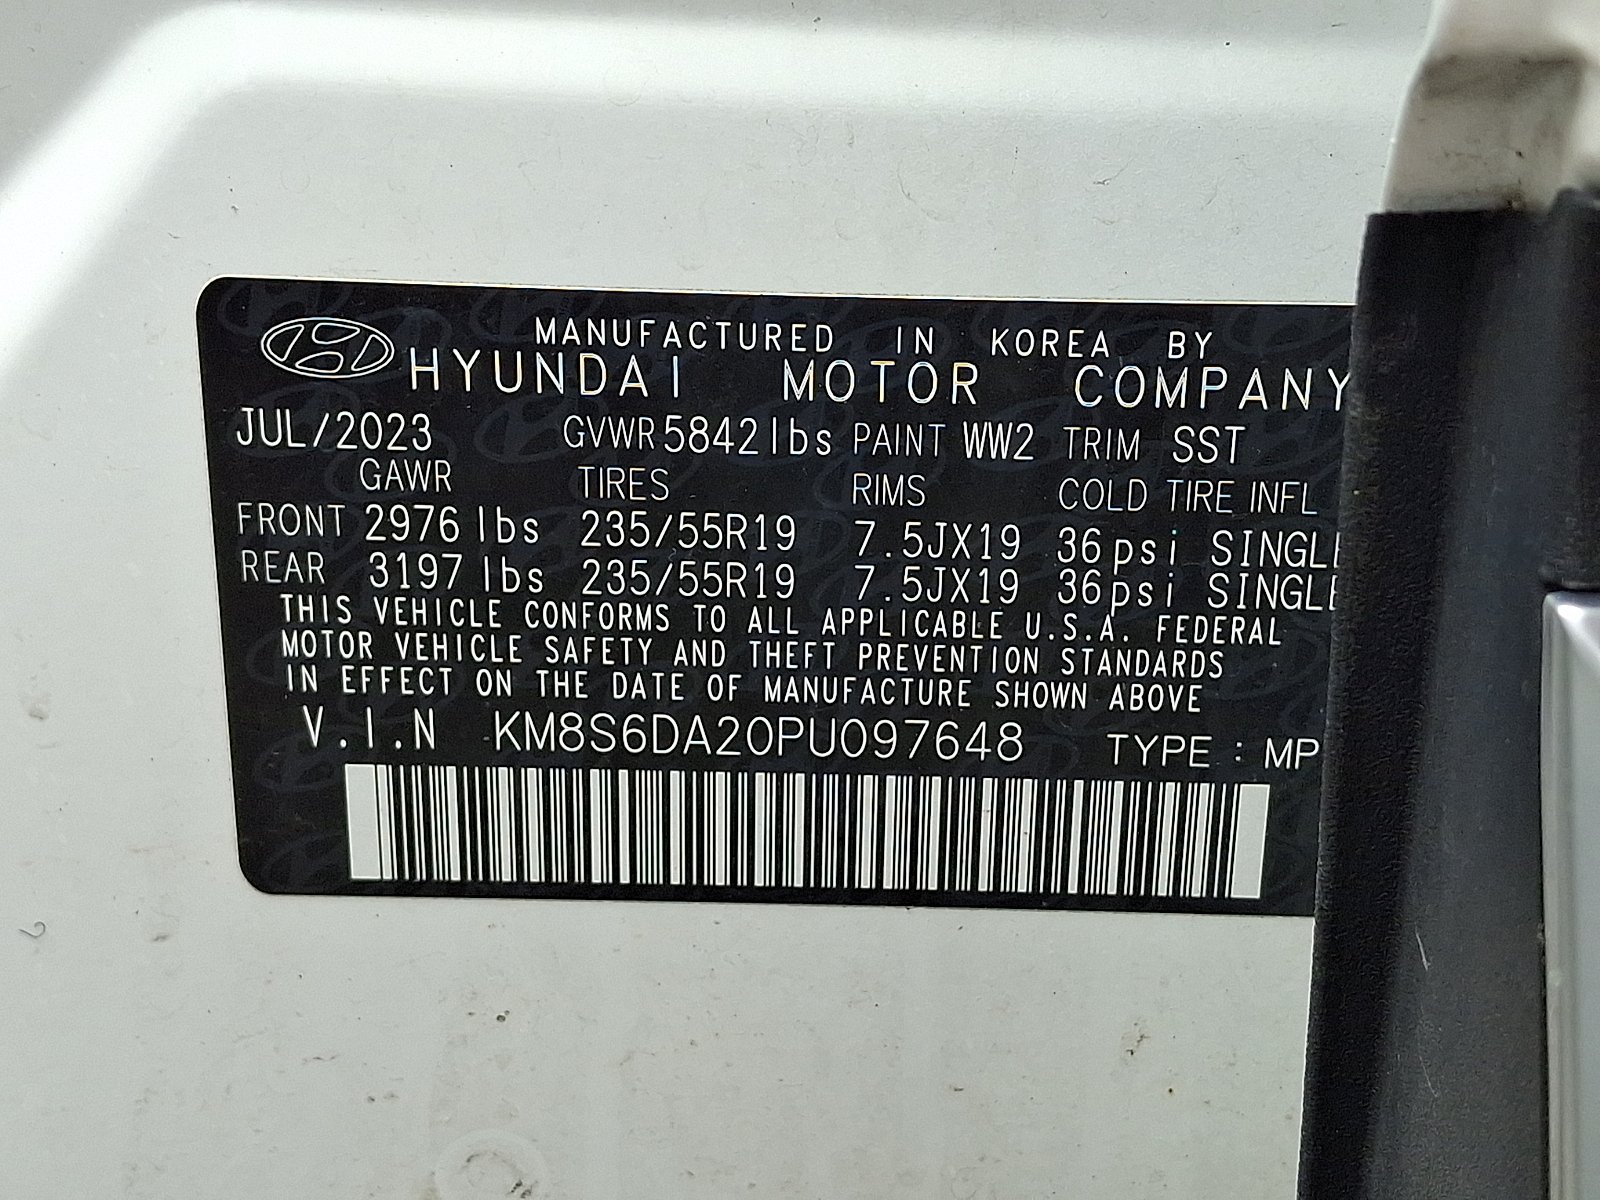 MANUFACTURED IN KOREA BY
HYUNDAI MOTOR COMPANY
JUL/2023 GVWR 5842 lbs PAINT WW2 TRIM SST
GAWR TIRES RIMS COLD TIRE INFL
FRONT 2976 lbs 235/55R19 7.5JX19 36psi SINGLE
REAR 3197 lbs 235/55R19 7.5JX19 36psi SINGLE
THIS VEHICLE CONFORMS TO ALL APPLICABLE U.S.A. FEDERAL
MOTOR VEHICLE SAFETY AND THEFT PREVENTION STANDARDS
IN EFFECT ON THE DATE OF MANUFACTURE SHOWN ABOVE
V.I.N KM8S6DA20PU097648 TYPE : MP